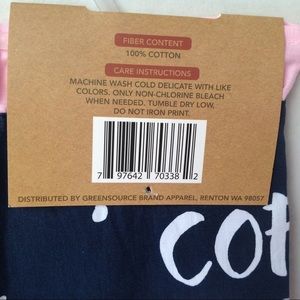 FIBER CONTENT
100% COTTON
CARE INSTRUCTIONS
MACHINE WASH COLD DELICATE WITH LIKE
COLORS. ONLY NON-CHLORINE BLEACH
WHEN NEEDED. TUMBLE DRY LOW,
DO NOT IRON PRINT.
7 97642 70338 2
DISTRIBUTED BY GREENSOURCE BRAND APPAREL, RENTON WA 98057